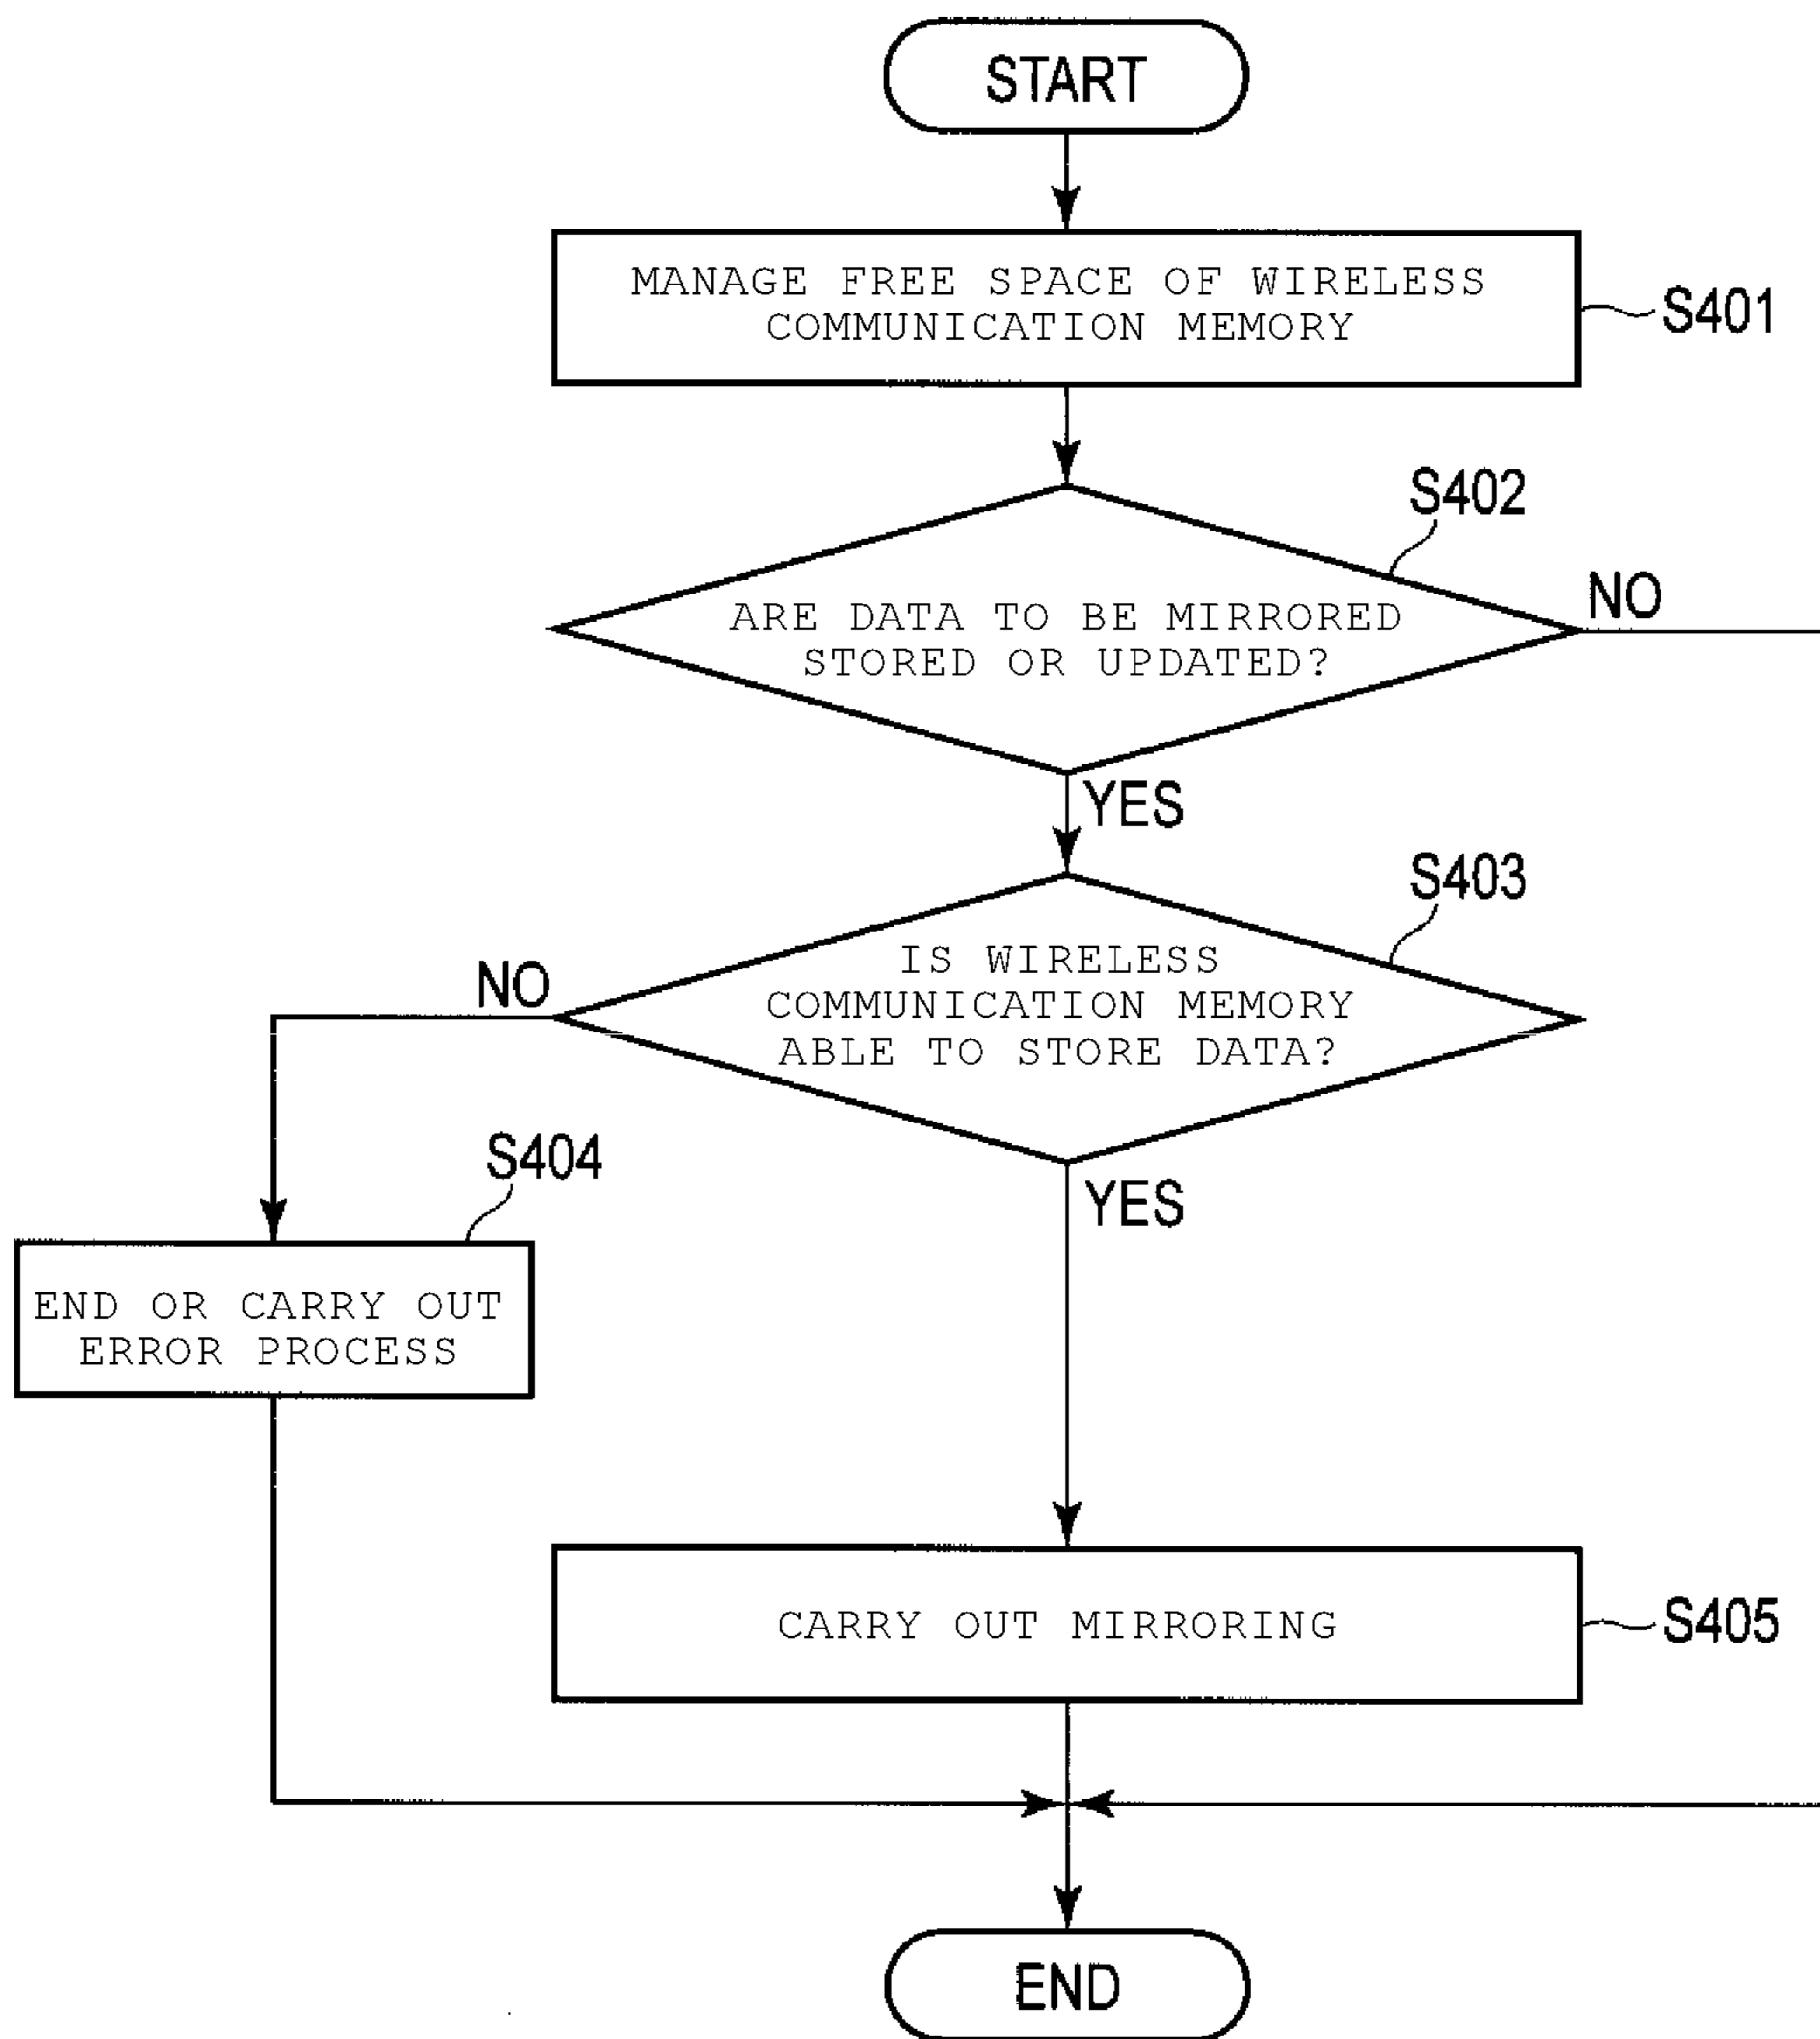 START
MANAGE FREE SPACE OF WIRELESS
COMMUNICATION MEMORY
S401
S402
ARE DATA TO BE MIRRORED
STORED OR UPDATED?
NO
YES
S403
IS WIRELESS
COMMUNICATION MEMORY
ABLE TO STORE DATA?
NO
YES
S404
END OR CARRY OUT
ERROR PROCESS
CARRY OUT MIRRORING
S405
END